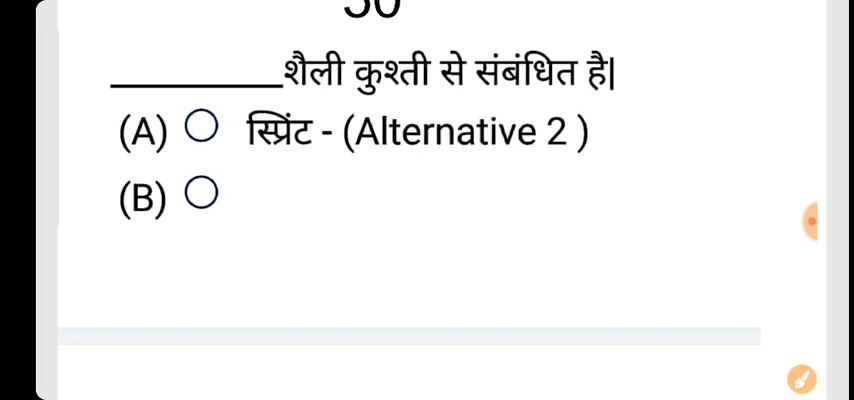 __________शैली कुश्ती से संबंधित है|
(A) स्प्रिंट - (Alternative 2 )
(B)